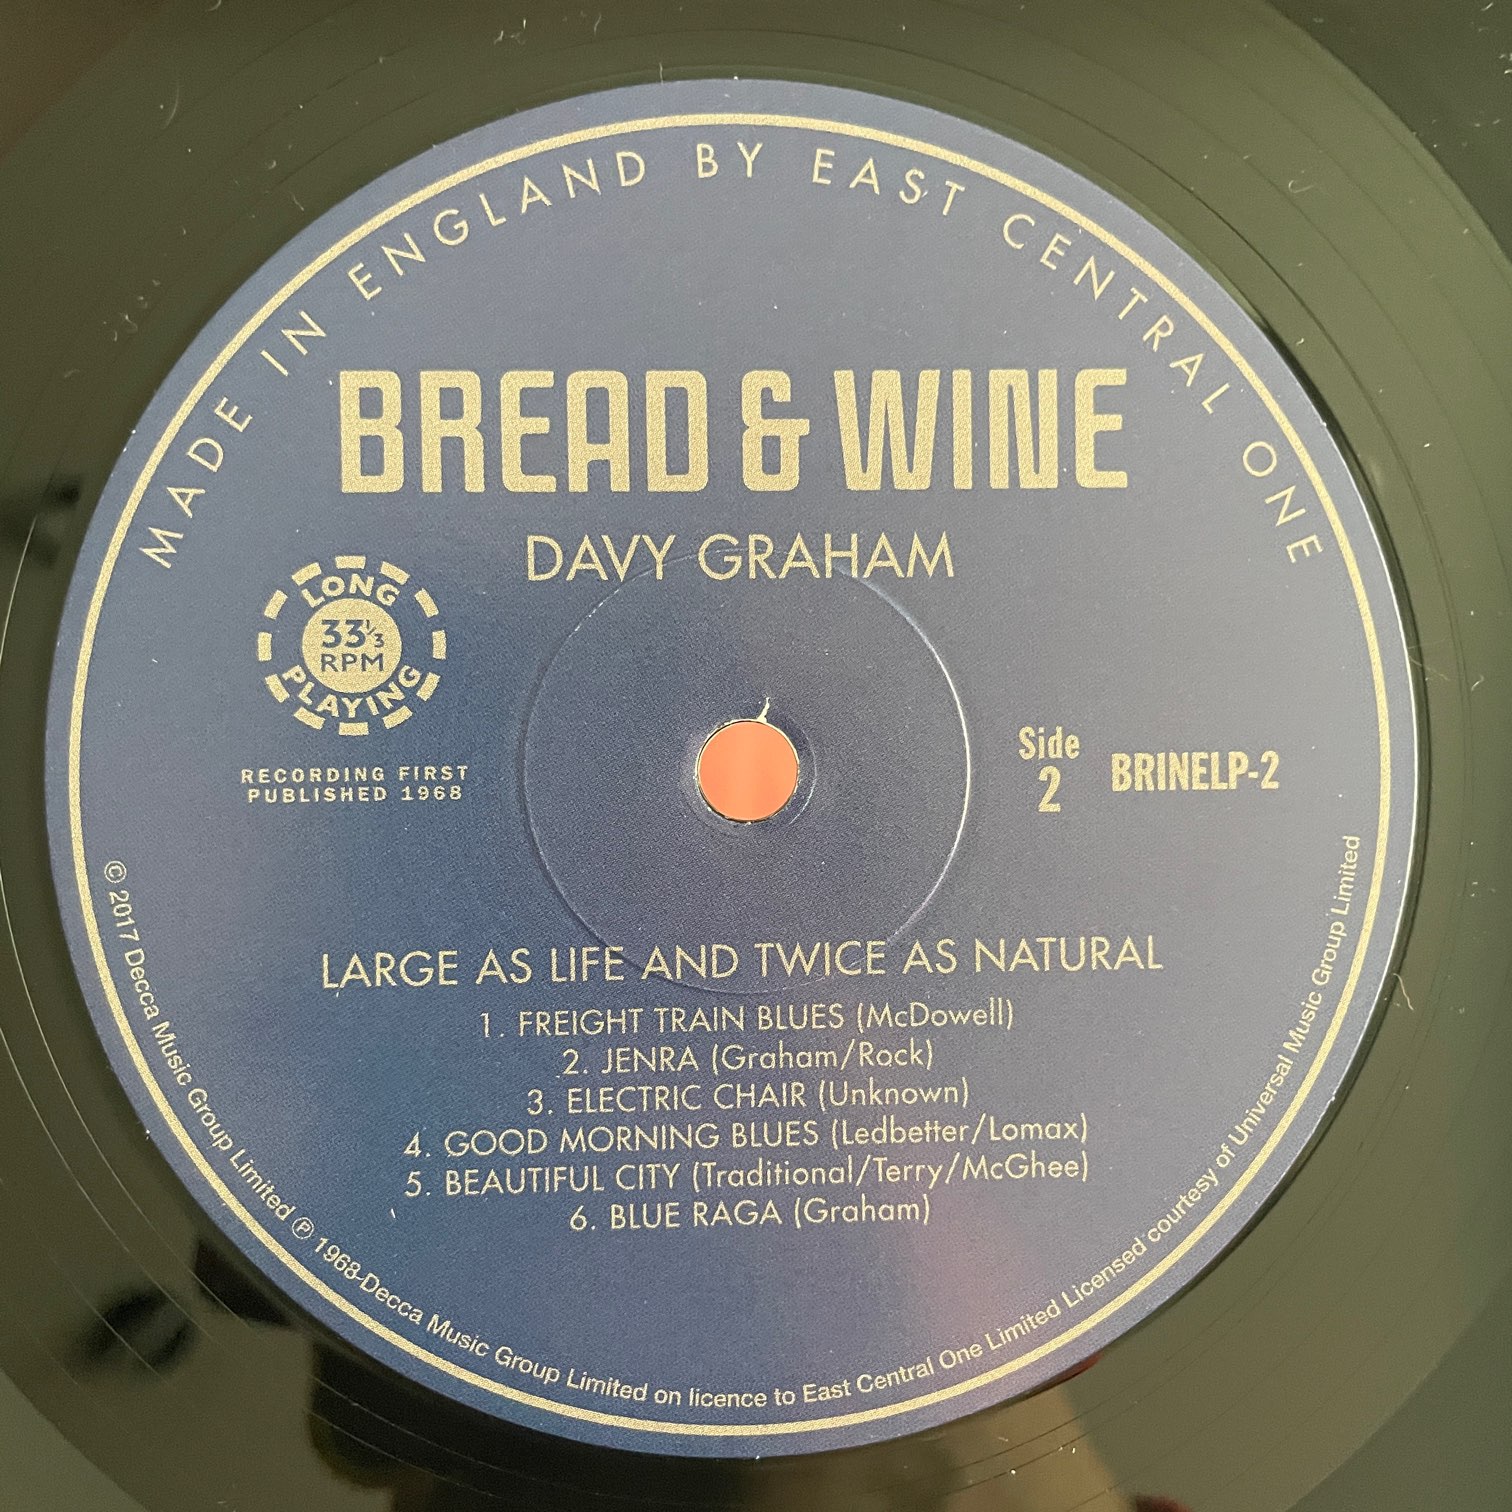 MADE IN ENGLAND BY EAST CENTRAL ONE
BREAD & WINE
DAVY GRAHAM
LONG
33⅓
RPM
PLAYING
RECORDING FIRST
PUBLISHED 1968
Side
2
BRINELP-2
LARGE AS LIFE AND TWICE AS NATURAL
1. FREIGHT TRAIN BLUES (McDowell)
2. JENRA (Graham/Rock)
3. ELECTRIC CHAIR (Unknown)
4. GOOD MORNING BLUES (Ledbetter/Lomax)
5. BEAUTIFUL CITY (Traditional/Terry/McGhee)
6. BLUE RAGA (Graham)
© 2017 Decca Music Group Limited ℗ 1968 Decca Music Group Limited on licence to East Central One Limited Licensed courtesy of Universal Music Group Limited